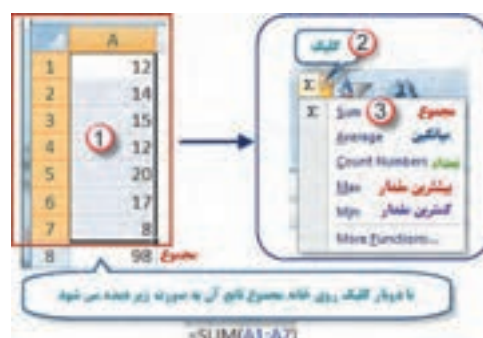 A
1 12
2 14
3 15
4 12
5 20
6 17
7 8
8 98 مجموع
1
2 کلیک
Σ
Σ Sum 3 مجموع
Average میانگین
Count Numbers تعداد
Max بیشترین مقدار
Min کمترین مقدار
More Functions...
با دوبار کلیک روی خانه مجموع تابع آن به صورت زیر دیده می شود
=SUM(A1:A7)